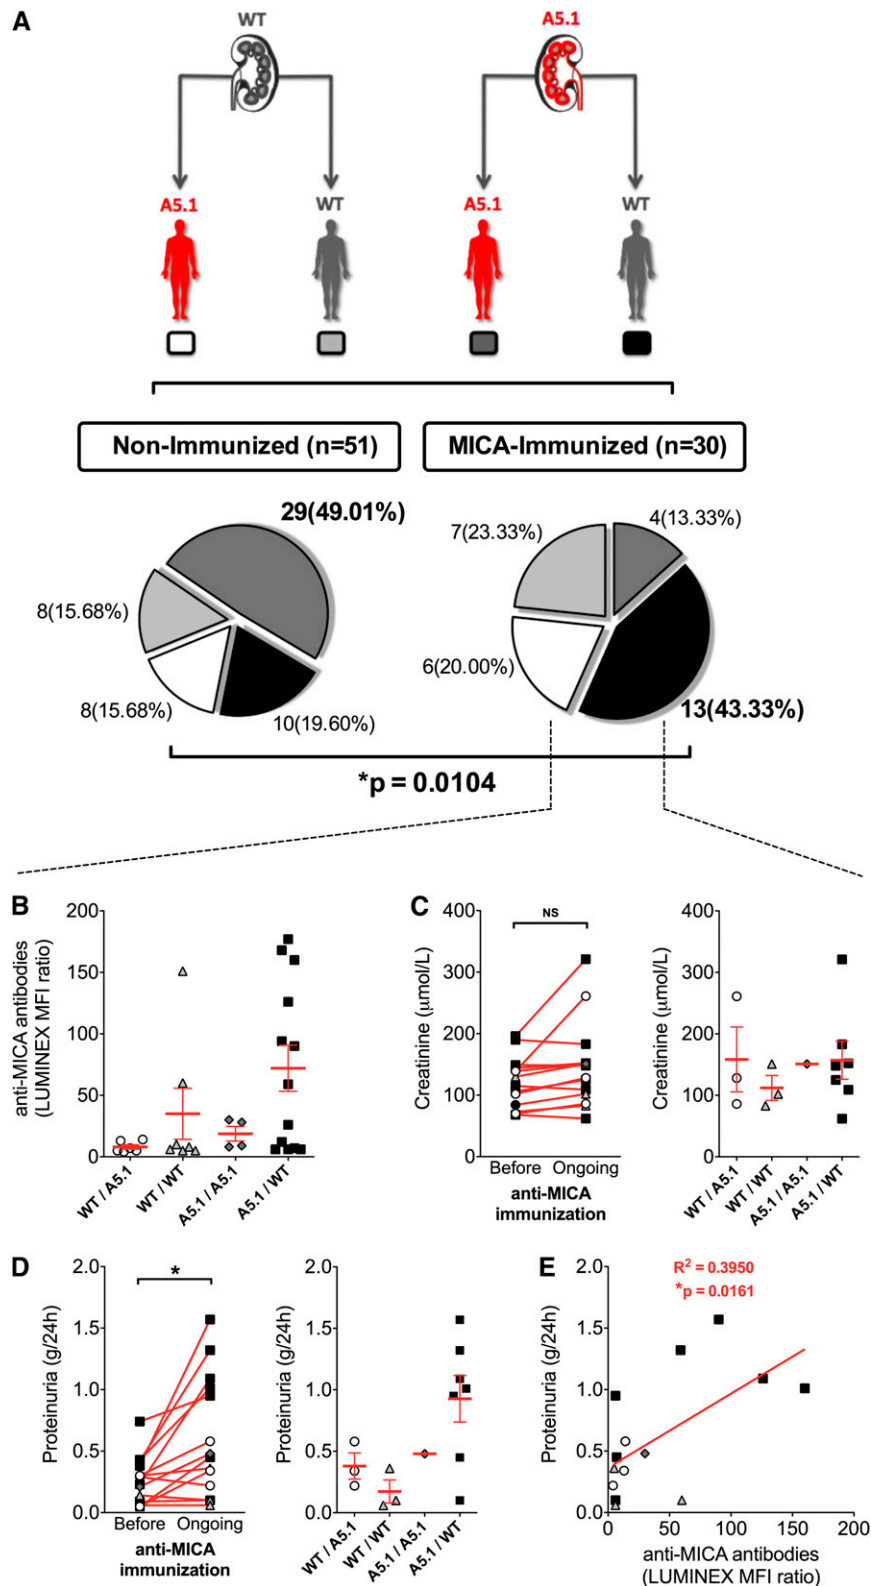 A
WT
A5.1
A5.1
WT
A5.1
WT
Non-Immunized (n=51)
MICA-Immunized (n=30)
29(49.01%)
8(15.68%)
8(15.68%)
10(19.60%)
7(23.33%)
4(13.33%)
6(20.00%)
13(43.33%)
*p = 0.0104
B
anti-MICA antibodies
(LUMINEX MFI ratio)
200
150
100
50
0
WT / A5.1
WT / WT
A5.1 / A5.1
A5.1 / WT
C
Creatinine (μmol/L)
400
300
200
100
0
NS
Before
Ongoing
anti-MICA
immunization
Creatinine (μmol/L)
400
300
200
100
0
WT / A5.1
WT / WT
A5.1 / A5.1
A5.1 / WT
D
Proteinuria (g/24h)
2.0
1.5
1.0
0.5
0.0
*
Before
Ongoing
anti-MICA
immunization
Proteinuria (g/24h)
2.0
1.5
1.0
0.5
0.0
WT / A5.1
WT / WT
A5.1 / A5.1
A5.1 / WT
E
Proteinuria (g/24h)
2.0
1.5
1.0
0.5
0.0
R² = 0.3950
*p = 0.0161
0
50
100
150
200
anti-MICA antibodies
(LUMINEX MFI ratio)